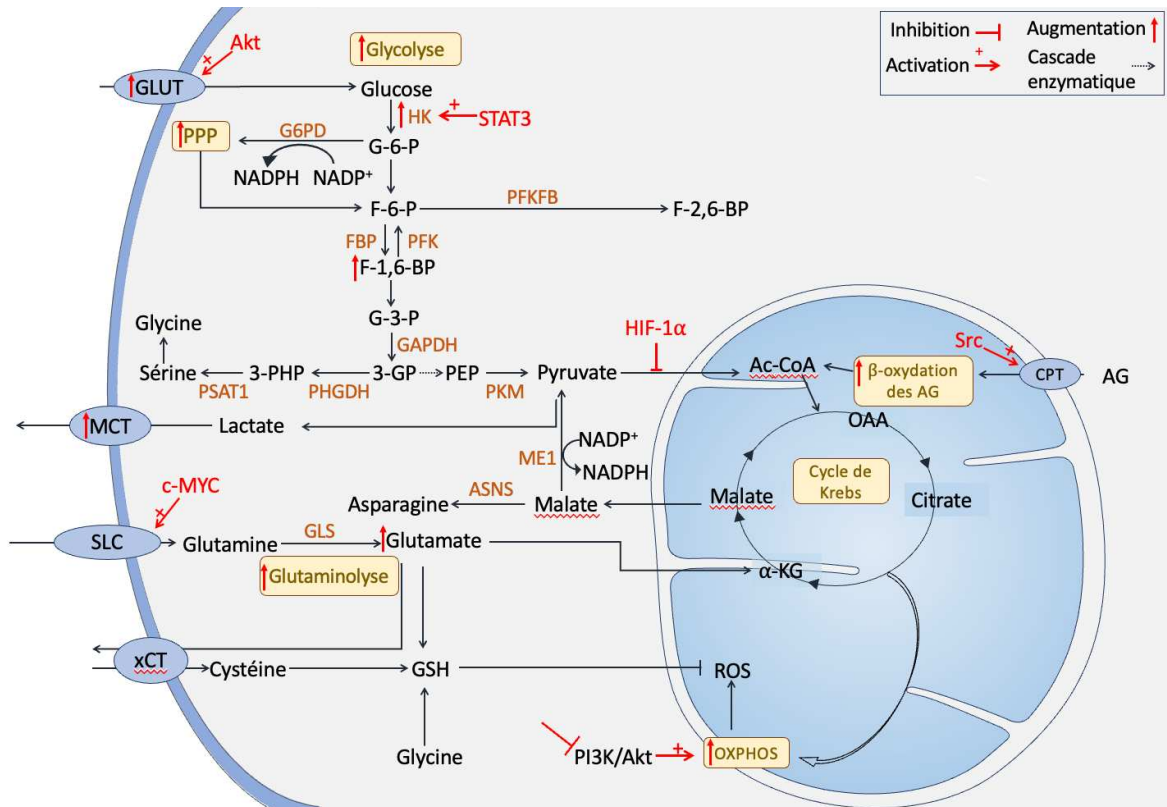 Inhibition
Augmentation
Activation
+
Cascade
enzymatique
Akt
+
GLUT
Glycolyse
Glucose
HK
+
STAT3
PPP
G6PD
G-6-P
NADPH
NADP+
F-6-P
PFKFB
F-2,6-BP
FBP
PFK
F-1,6-BP
G-3-P
GAPDH
Glycine
Sérine
PSAT1
3-PHP
PHGDH
3-GP
PEP
PKM
Pyruvate
HIF-1α
Ac-CoA
β-oxydation
des AG
Src
+
CPT
AG
OAA
MCT
Lactate
NADP+
ME1
NADPH
Cycle de
Krebs
Citrate
c-MYC
+
Asparagine
ASNS
Malate
Malate
SLC
Glutamine
GLS
Glutamate
Glutaminolyse
α-KG
xCT
Cystéine
GSH
ROS
Glycine
PI3K/Akt
+
OXPHOS